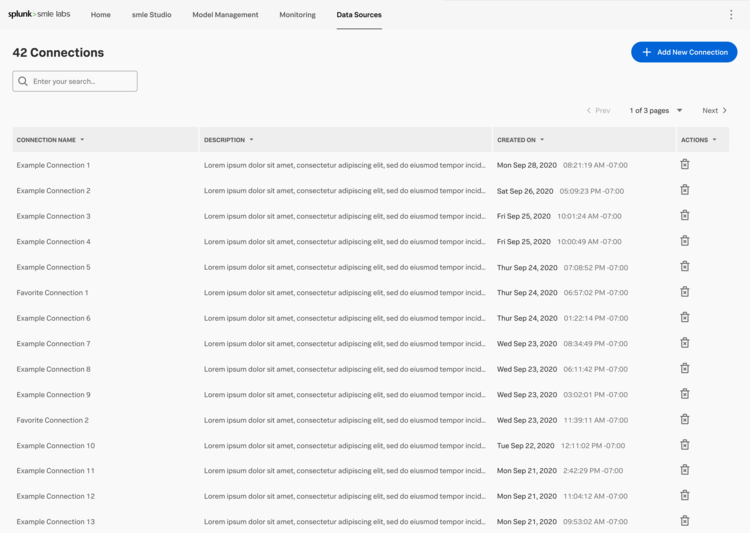 splunk>smle labs Home smle Studio Model Management Monitoring Data Sources
42 Connections
Add New Connection
Enter your search...
Prev 1 of 3 pages Next
CONNECTION NAME DESCRIPTION CREATED ON ACTIONS
Example Connection 1 Lorem ipsum dolor sit amet, consectetur adipiscing elit, sed do eiusmod tempor incid... Mon Sep 28, 2020 08:21:19 AM -07:00
Example Connection 2 Lorem ipsum dolor sit amet, consectetur adipiscing elit, sed do eiusmod tempor incid... Sat Sep 26, 2020 05:09:23 PM -07:00
Example Connection 3 Lorem ipsum dolor sit amet, consectetur adipiscing elit, sed do eiusmod tempor incid... Fri Sep 25, 2020 10:01:24 AM -07:00
Example Connection 4 Lorem ipsum dolor sit amet, consectetur adipiscing elit, sed do eiusmod tempor incid... Fri Sep 25, 2020 10:00:49 AM -07:00
Example Connection 5 Lorem ipsum dolor sit amet, consectetur adipiscing elit, sed do eiusmod tempor incid... Thur Sep 24, 2020 07:08:52 PM -07:00
Favorite Connection 1 Lorem ipsum dolor sit amet, consectetur adipiscing elit, sed do eiusmod tempor incid... Thur Sep 24, 2020 06:57:02 PM -07:00
Example Connection 6 Lorem ipsum dolor sit amet, consectetur adipiscing elit, sed do eiusmod tempor incid... Thur Sep 24, 2020 01:22:14 PM -07:00
Example Connection 7 Lorem ipsum dolor sit amet, consectetur adipiscing elit, sed do eiusmod tempor incid... Wed Sep 23, 2020 08:34:49 PM -07:00
Example Connection 8 Lorem ipsum dolor sit amet, consectetur adipiscing elit, sed do eiusmod tempor incid... Wed Sep 23, 2020 06:11:42 PM -07:00
Example Connection 9 Lorem ipsum dolor sit amet, consectetur adipiscing elit, sed do eiusmod tempor incid... Wed Sep 23, 2020 03:02:01 PM -07:00
Favorite Connection 2 Lorem ipsum dolor sit amet, consectetur adipiscing elit, sed do eiusmod tempor incid... Wed Sep 23, 2020 11:39:11 AM -07:00
Example Connection 10 Lorem ipsum dolor sit amet, consectetur adipiscing elit, sed do eiusmod tempor incid... Tue Sep 22, 2020 12:11:02 PM -07:00
Example Connection 11 Lorem ipsum dolor sit amet, consectetur adipiscing elit, sed do eiusmod tempor incid... Mon Sep 21, 2020 2:42:29 PM -07:00
Example Connection 12 Lorem ipsum dolor sit amet, consectetur adipiscing elit, sed do eiusmod tempor incid... Mon Sep 21, 2020 11:04:12 AM -07:00
Example Connection 13 Lorem ipsum dolor sit amet, consectetur adipiscing elit, sed do eiusmod tempor incid... Mon Sep 21, 2020 09:53:02 AM -07:00